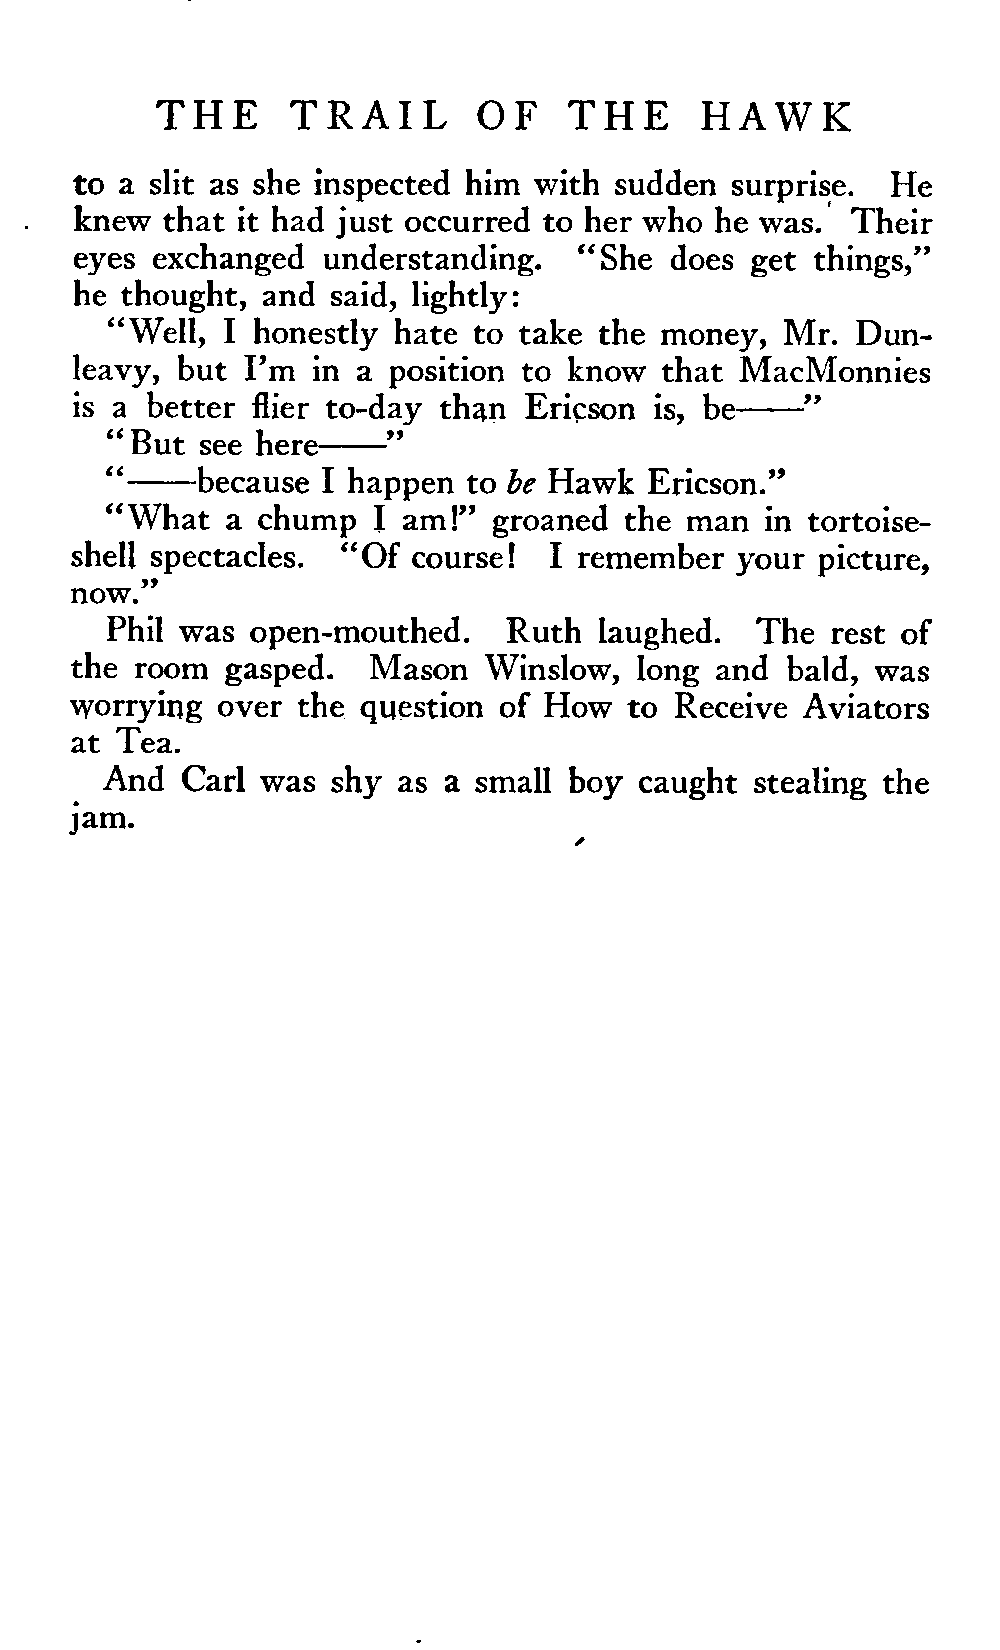 THE TRAIL OF THE HAWK
to a slit as she inspected him with sudden surprise. He
knew that it had just occurred to her who he was. Their
eyes exchanged understanding. "She does get things,"
he thought, and said, lightly:
"Well, I honestly hate to take the money, Mr. Dun-
leavy, but I'm in a position to know that MacMonnies
is a better flier to-day than Ericson is, be——"
"But see here——"
"——because I happen to be Hawk Ericson."
"What a chump I am!" groaned the man in tortoise-
shell spectacles. "Of course! I remember your picture,
now."
Phil was open-mouthed. Ruth laughed. The rest of
the room gasped. Mason Winslow, long and bald, was
worrying over the question of How to Receive Aviators
at Tea.
And Carl was shy as a small boy caught stealing the
jam.